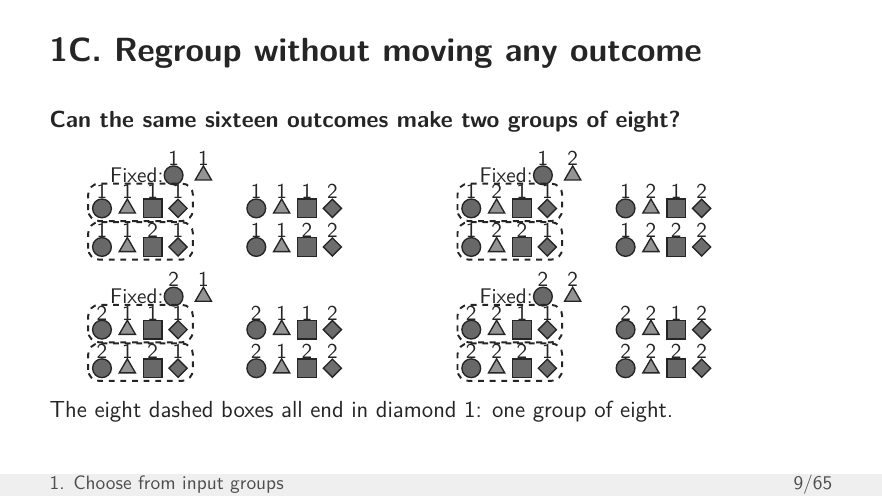 1C. Regroup without moving any outcome
Can the same sixteen outcomes make two groups of eight?
1 1 1 2
Fixed: Fixed:
1 1 1 1 1 1 1 2 1 2 1 1 1 2 1 2
1 1 2 1 1 1 2 2 1 2 2 1 1 2 2 2
2 1 2 2
Fixed: Fixed:
2 1 1 1 2 1 1 2 2 2 1 1 2 2 1 2
2 1 2 1 2 1 2 2 2 2 2 1 2 2 2 2
The eight dashed boxes all end in diamond 1: one group of eight.
1. Choose from input groups 9/65